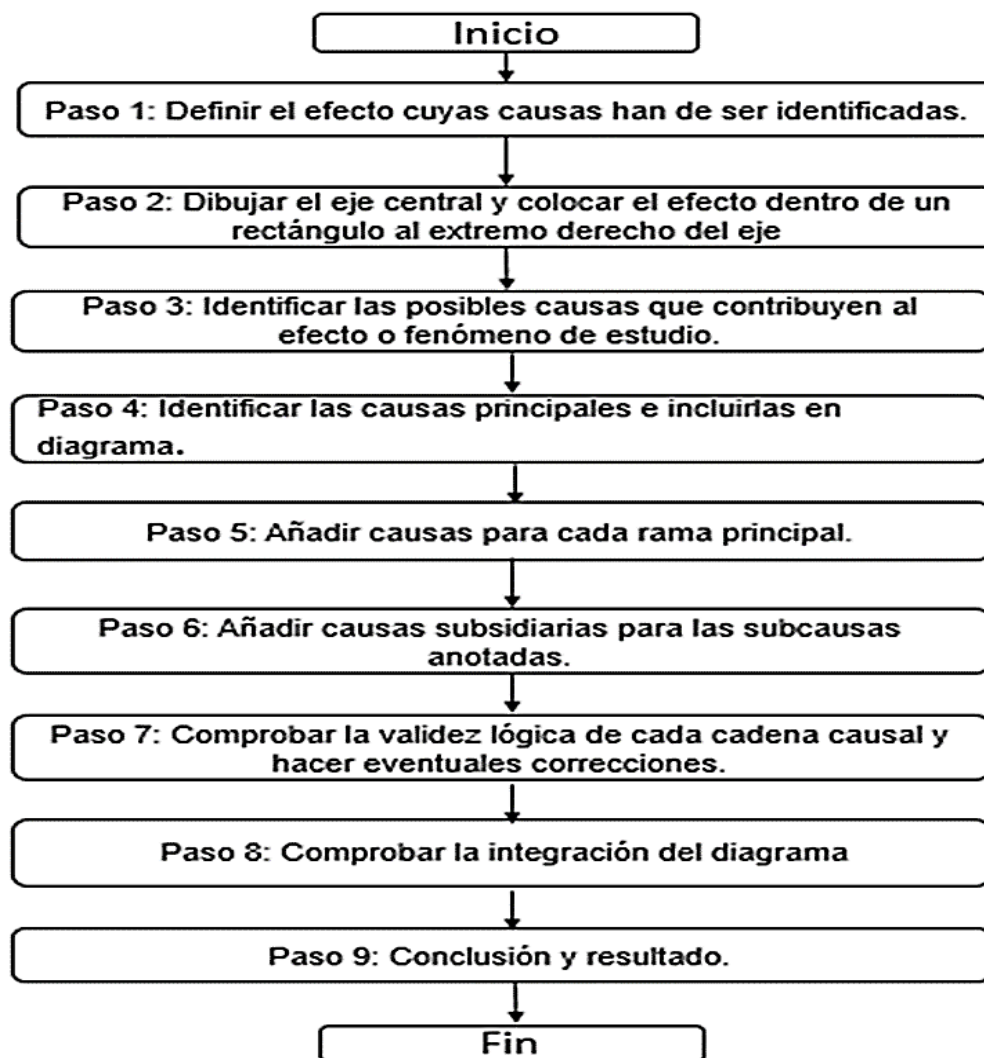 Inicio
Paso 1: Definir el efecto cuyas causas han de ser identificadas.
Paso 2: Dibujar el eje central y colocar el efecto dentro de un
rectángulo al extremo derecho del eje
Paso 3: Identificar las posibles causas que contribuyen al
efecto o fenómeno de estudio.
Paso 4: Identificar las causas principales e incluirlas en
diagrama.
Paso 5: Añadir causas para cada rama principal.
Paso 6: Añadir causas subsidiarias para las subcausas
anotadas.
Paso 7: Comprobar la validez lógica de cada cadena causal y
hacer eventuales correcciones.
Paso 8: Comprobar la integración del diagrama
Paso 9: Conclusión y resultado.
Fin